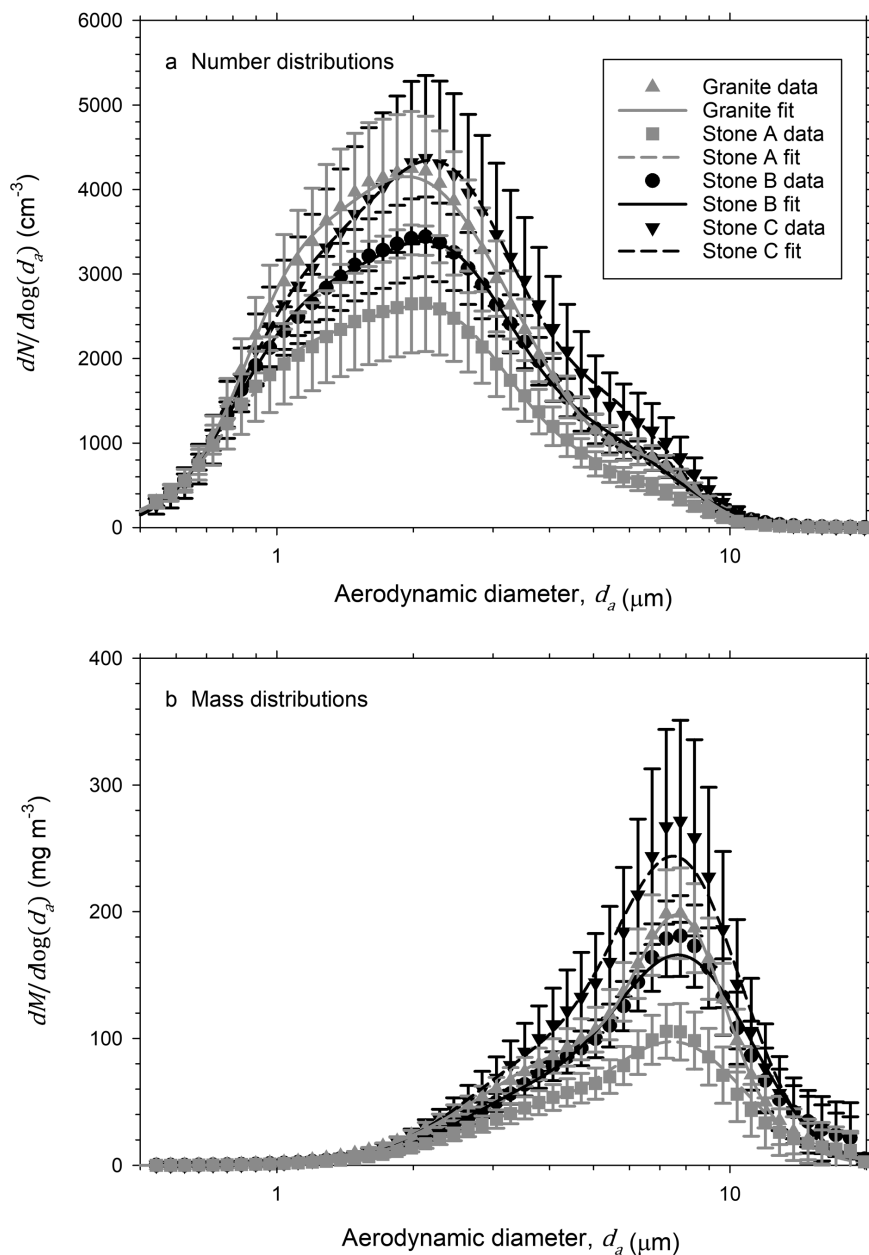 6000
a Number distributions
Granite data
Granite fit
Stone A data
Stone A fit
Stone B data
Stone B fit
Stone C data
Stone C fit
5000
4000
3000
2000
1000
0
dN/dlog(dₐ) (cm⁻³)
1
10
Aerodynamic diameter, dₐ (μm)
400
b Mass distributions
300
200
100
0
dM/dlog(dₐ) (mg m⁻³)
1
10
Aerodynamic diameter, dₐ (μm)